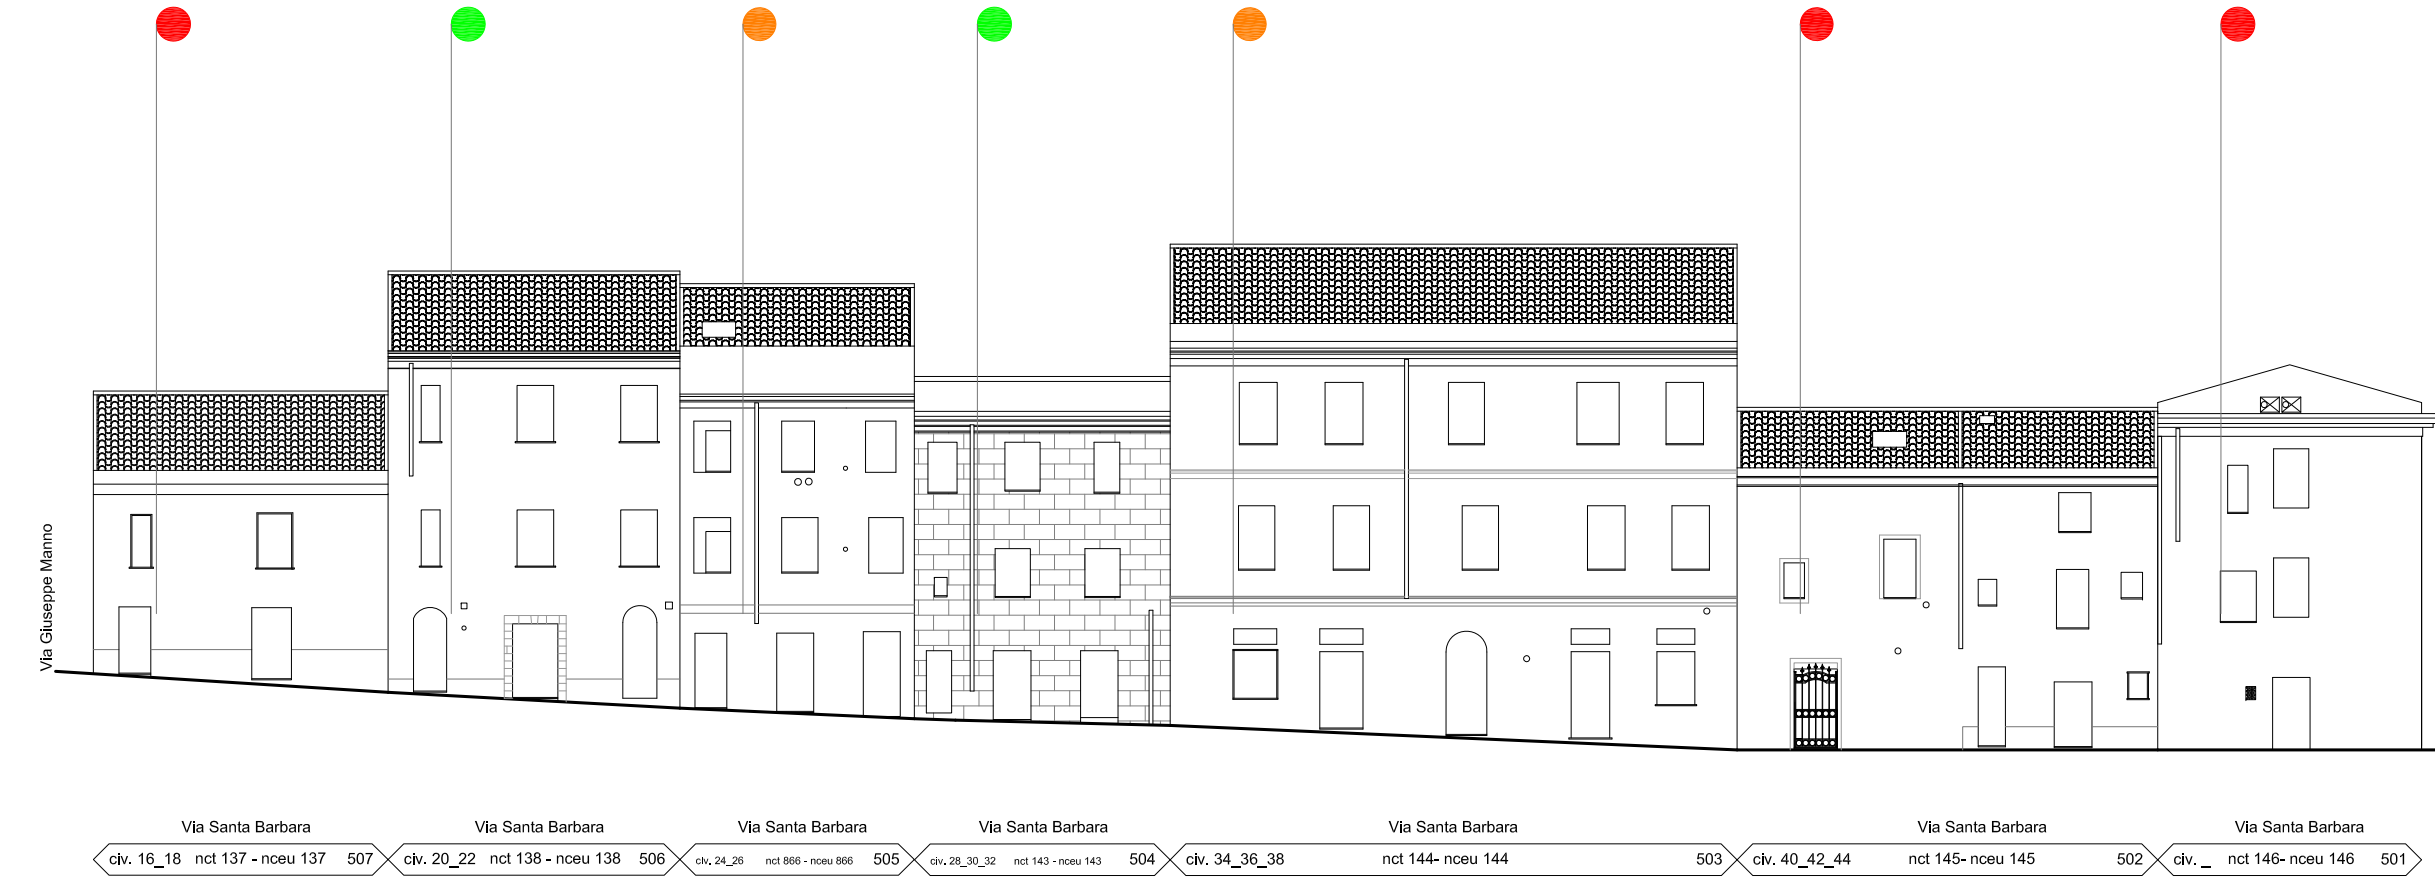 Via Giuseppe Manno
Via Santa Barbara
civ. 16_18 nct 137 - nceu 137 507
Via Santa Barbara
civ. 20_22 nct 138 - nceu 138 506
Via Santa Barbara
civ. 24_26 nct 866 - nceu 866 505
Via Santa Barbara
civ. 28_30_32 nct 143 - nceu 143 504
Via Santa Barbara
civ. 34_36_38 nct 144- nceu 144 503
Via Santa Barbara
civ. 40_42_44 nct 145- nceu 145 502
Via Santa Barbara
civ. _ nct 146- nceu 146 501